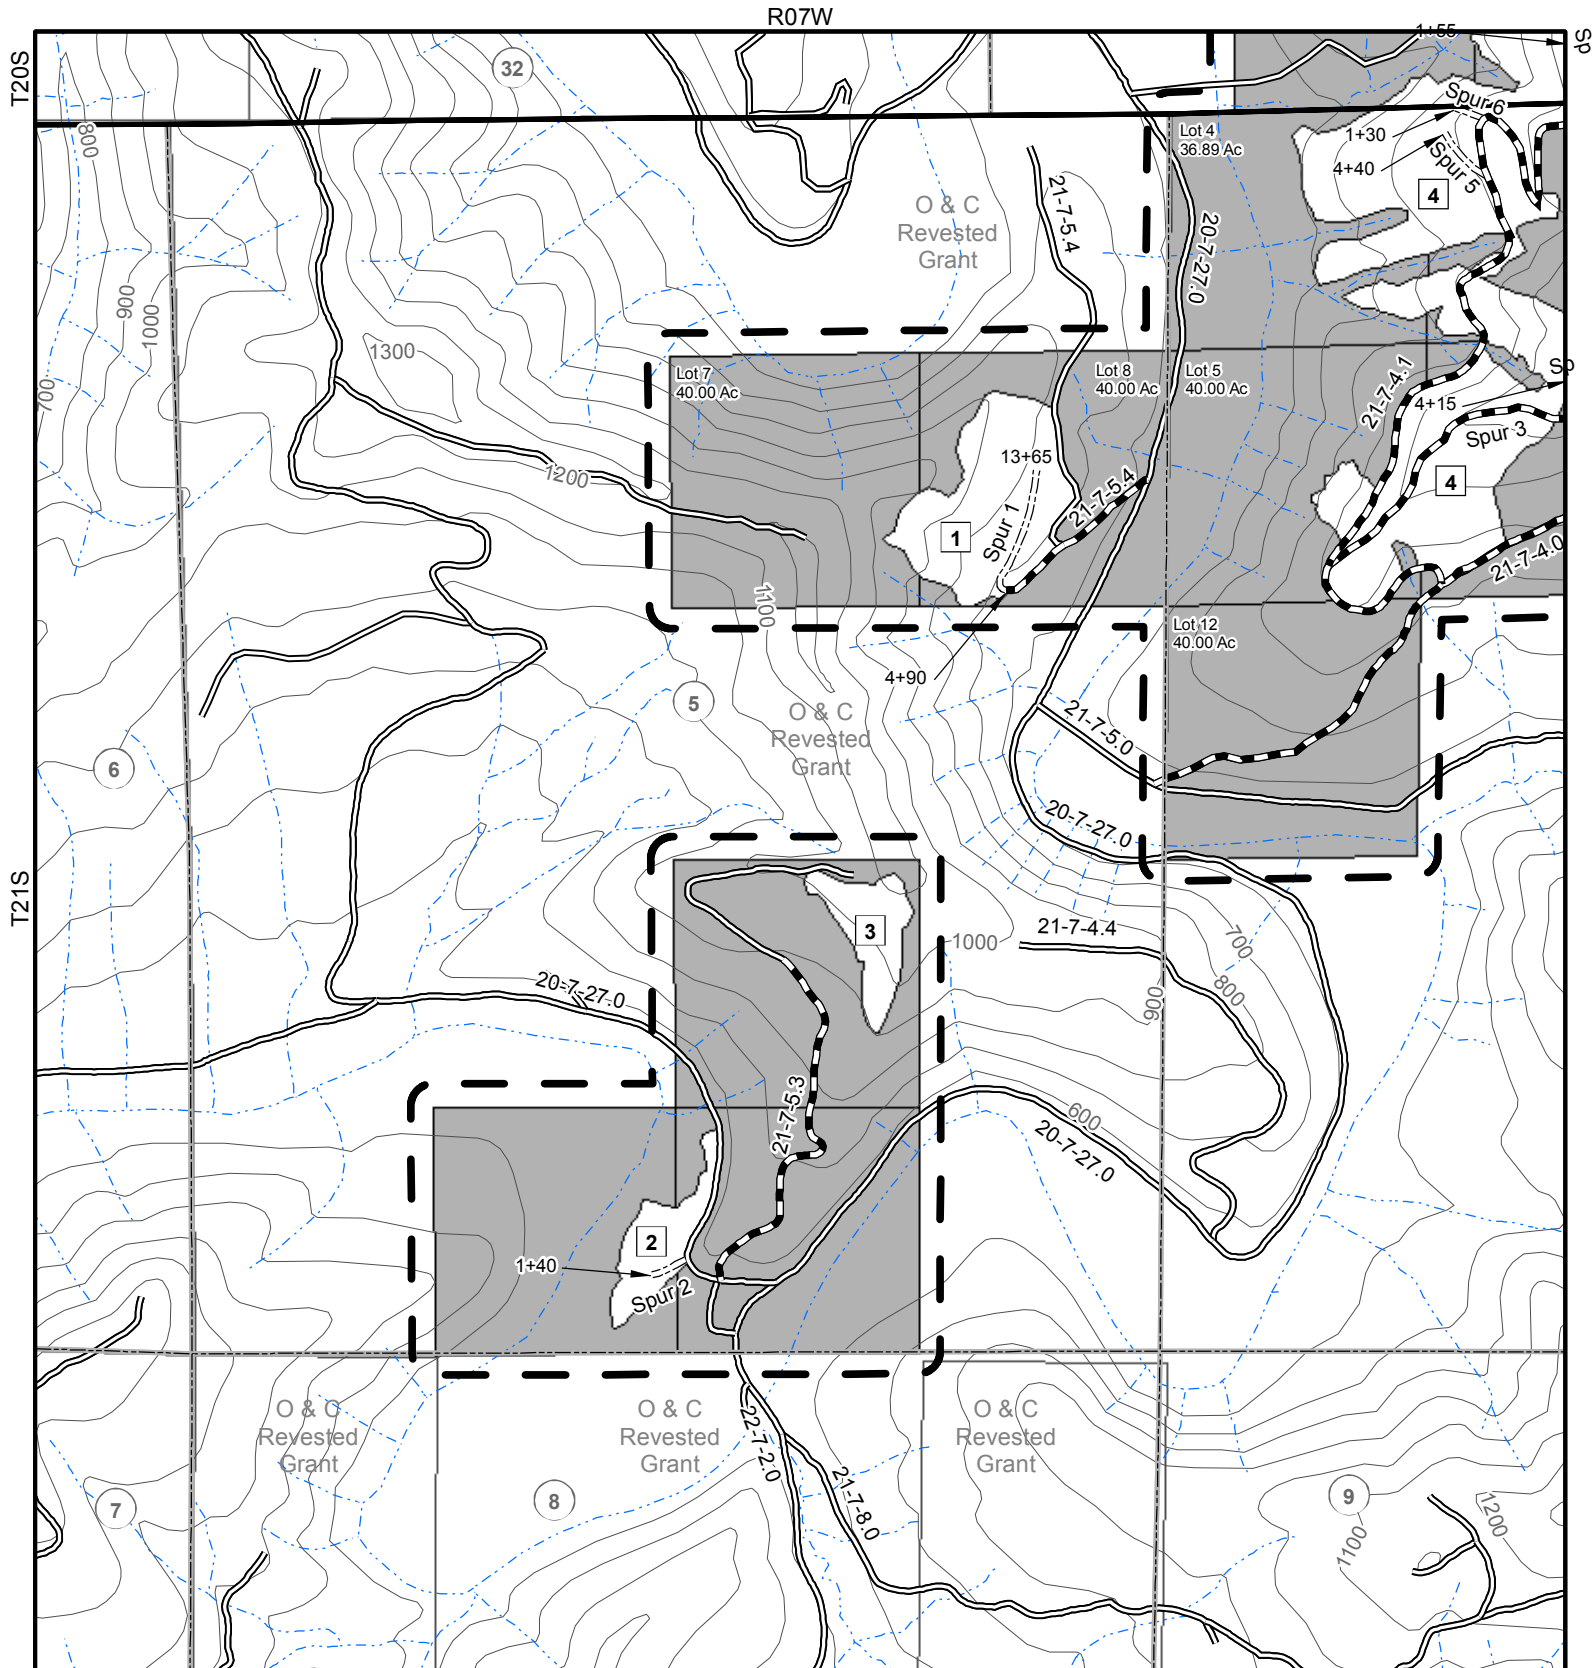 R07W
T20S
32
1+55
Sp
Spur 6
800
Lot 4
36.89 Ac
1+30
4+40
Spur 5
4
21-7-5.4
O & C
Revested
Grant
20-7-27.0
900
1000
1300
Lot 7
40.00 Ac
Lot 8
40.00 Ac
Lot 5
40.00 Ac
700
21-7-4.1
Sp
4+15
Spur 3
13+65
1200
21-7-5.4
4
Spur 1
1
21-7-4.0
1100
Lot 12
40.00 Ac
4+90
5
O & C
Revested
Grant
21-7-5.0
6
20-7-27.0
T21S
3
1000
21-7-4.4
700
20-7-27.0
800
900
21-7-5.3
600
20-7-27.0
2
1+40
Spur 2
O & C
Revested
Grant
O & C
Revested
Grant
O & C
Revested
Grant
22-7-2.0
21-7-8.0
7
8
9
1200
1100